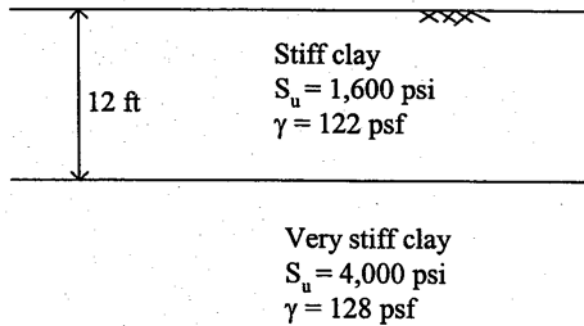 Stiff clay
S_u = 1,600 psi
12 ft
γ = 122 psf
Very stiff clay
S_u = 4,000 psi
γ = 128 psf